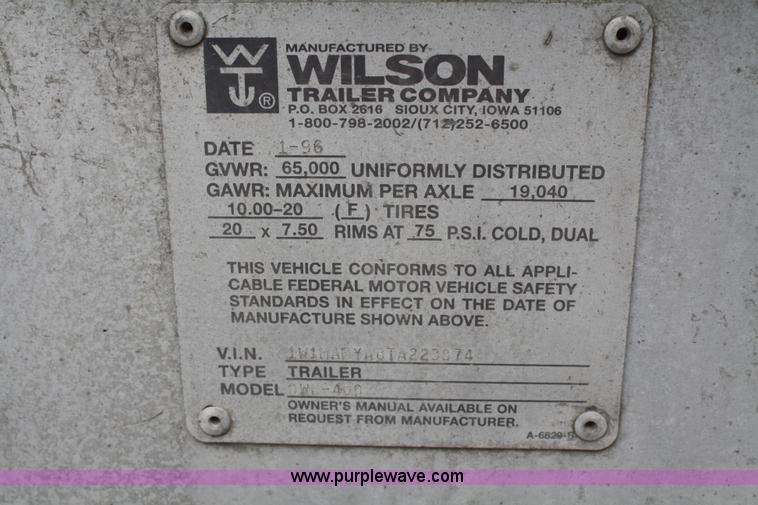 WT ®
MANUFACTURED BY
WILSON
TRAILER COMPANY
P.O. BOX 2616 SIOUX CITY, IOWA 51106
1-800-798-2002/(712)252-6500
DATE 1-96
GVWR: 65,000 UNIFORMLY DISTRIBUTED
GAWR: MAXIMUM PER AXLE 19,040
10.00-20 (F) TIRES
20 x 7.50 RIMS AT 75 P.S.I. COLD, DUAL
THIS VEHICLE CONFORMS TO ALL APPLI-
CABLE FEDERAL MOTOR VEHICLE SAFETY
STANDARDS IN EFFECT ON THE DATE OF
MANUFACTURE SHOWN ABOVE.
V.I.N.
TYPE TRAILER
MODEL
OWNER'S MANUAL AVAILABLE ON
REQUEST FROM MANUFACTURER.
www.purplewave.com